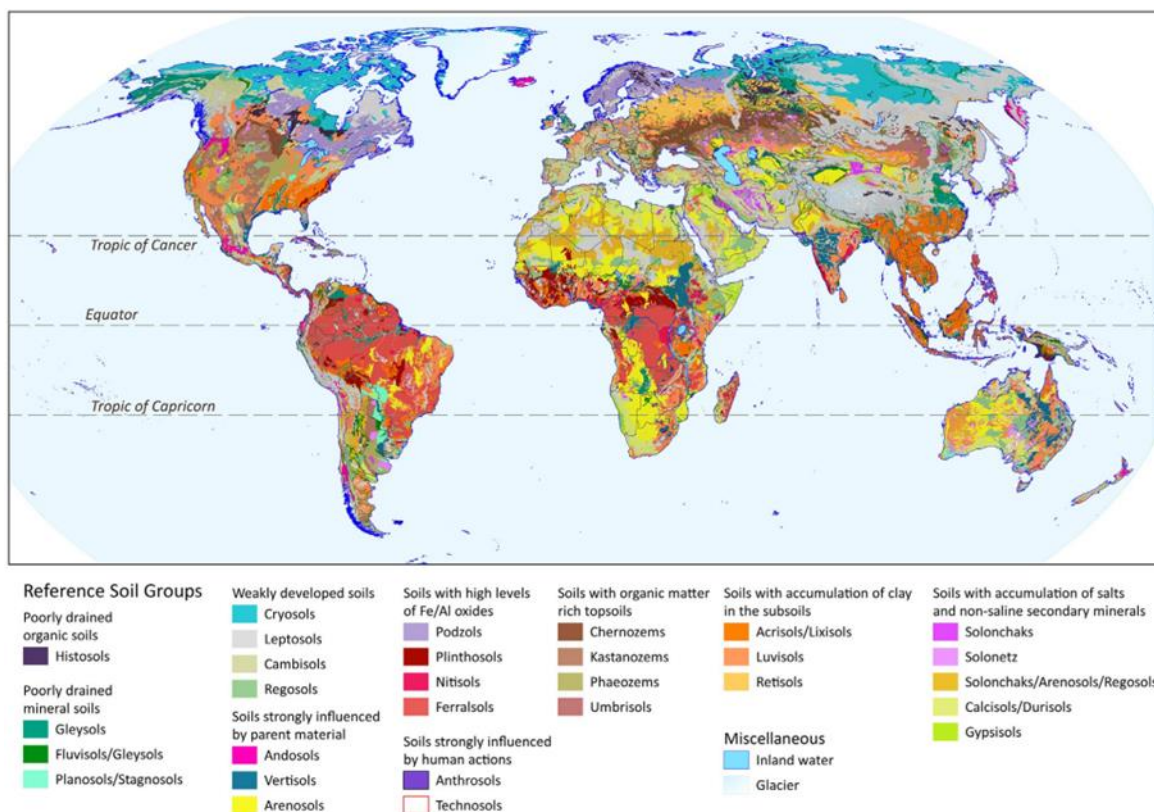 Tropic of Cancer
Equator
Tropic of Capricorn
Reference Soil Groups
Poorly drained
organic soils
Histosols
Poorly drained
mineral soils
Gleysols
Fluvisols/Gleysols
Planosols/Stagnosols
Weakly developed soils
Cryosols
Leptosols
Cambisols
Regosols
Soils strongly influenced
by parent material
Andosols
Vertisols
Arenosols
Soils with high levels
of Fe/Al oxides
Podzols
Plinthosols
Nitisols
Ferralsols
Soils strongly influenced
by human actions
Anthrosols
Technosols
Soils with organic matter
rich topsoils
Chernozems
Kastanozems
Phaeozems
Umbrisols
Soils with accumulation of clay
in the subsoils
Acrisols/Lixisols
Luvisols
Retisols
Miscellaneous
Inland water
Glacier
Soils with accumulation of salts
and non-saline secondary minerals
Solonchaks
Solonetz
Solonchaks/Arenosols/Regosols
Calcisols/Durisols
Gypsisols